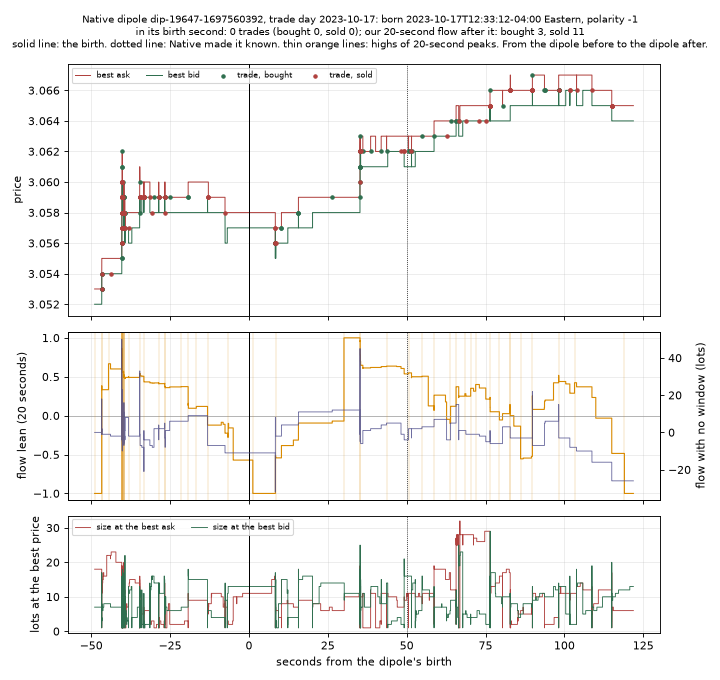 Native dipole dip-19647-1697560392, trade day 2023-10-17: born 2023-10-17T12:33:12-04:00 Eastern, polarity -1
in its birth second: 0 trades (bought 0, sold 0); our 20-second flow after it: bought 3, sold 11
solid line: the birth. dotted line: Native made it known. thin orange lines: highs of 20-second peaks. From the dipole before to the dipole after.
best ask best bid trade, bought trade, sold
3.066
3.064
3.062
3.060
3.058
3.056
3.054
3.052
price
1.0
0.5
0.0
−0.5
−1.0
flow lean (20 seconds)
40
20
0
−20
flow with no window (lots)
size at the best ask size at the best bid
30
20
10
0
lots at the best price
−50 −25 0 25 50 75 100 125
seconds from the dipole's birth